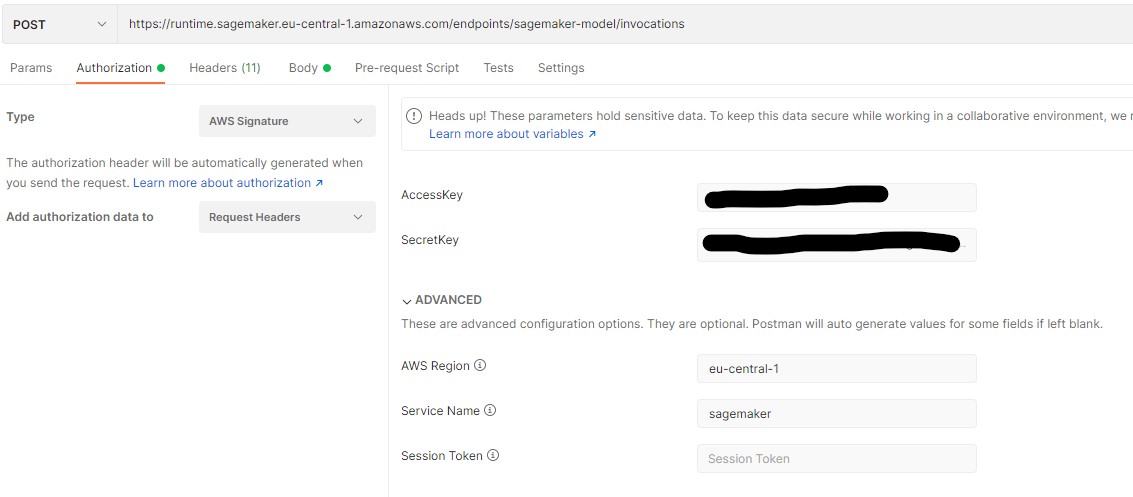 POST https://runtime.sagemaker.eu-central-1.amazonaws.com/endpoints/sagemaker-model/invocations
Params Authorization Headers (11) Body Pre-request Script Tests Settings
Type AWS Signature
The authorization header will be automatically generated when
you send the request. Learn more about authorization ↗
Add authorization data to Request Headers
Heads up! These parameters hold sensitive data. To keep this data secure while working in a collaborative environment, we
Learn more about variables ↗
AccessKey
SecretKey
ADVANCED
These are advanced configuration options. They are optional. Postman will auto generate values for some fields if left blank.
AWS Region eu-central-1
Service Name sagemaker
Session Token Session Token